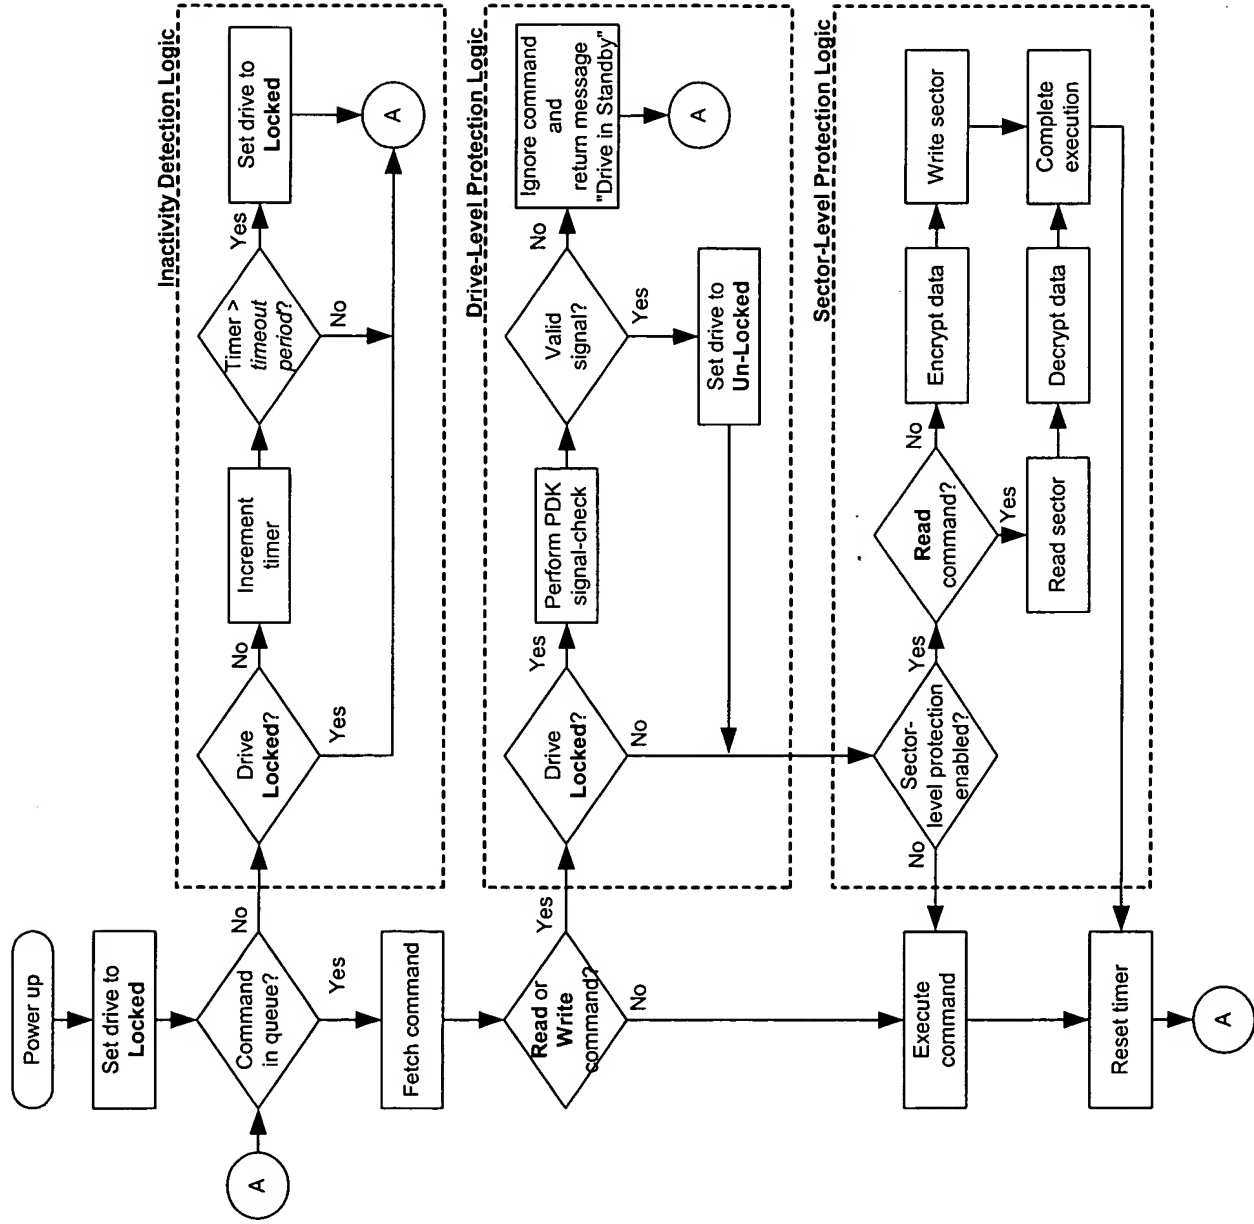 Power up
Set drive to
Locked
A
Command
in queue?
No
Yes
Fetch command
Read or
Write
command?
Yes
No
Execute
command
Reset timer
A
Inactivity Detection Logic
Drive
Locked?
No
Yes
Increment
timer
Timer >
timeout
period?
Yes
No
Set drive to
Locked
A
Drive-Level Protection Logic
Drive
Locked?
Yes
No
Perform PDK
signal-check
Valid
signal?
No
Yes
Ignore command
and
return message
"Drive in Standby"
A
Set drive to
Un-Locked
Sector-Level Protection Logic
Sector-
level protection
enabled?
No
Yes
Read
command?
No
Yes
Encrypt data
Write sector
Read sector
Decrypt data
Complete
execution